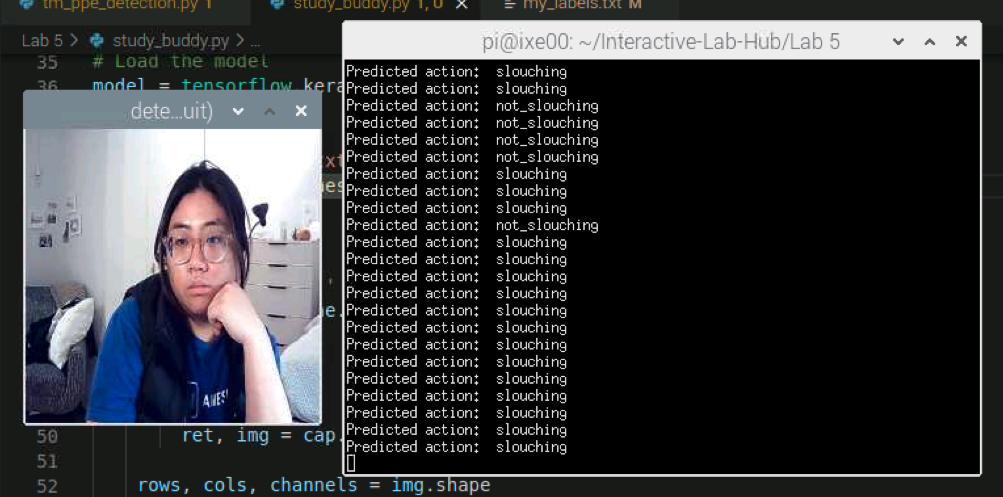 tm_ppe_detection.py 1
study_buddy.py 1, U
my_labels.txt M
Lab 5 > study_buddy.py > ...
35 # Load the model
36 model = tensorflow.kera
dete...uit)
pi@ixe00: ~/Interactive-Lab-Hub/Lab 5
Predicted action: slouching
Predicted action: slouching
Predicted action: not_slouching
Predicted action: not_slouching
Predicted action: not_slouching
Predicted action: not_slouching
Predicted action: slouching
Predicted action: slouching
Predicted action: slouching
Predicted action: not_slouching
Predicted action: slouching
Predicted action: slouching
Predicted action: slouching
Predicted action: slouching
Predicted action: slouching
Predicted action: slouching
Predicted action: slouching
Predicted action: slouching
Predicted action: slouching
Predicted action: slouching
Predicted action: slouching
Predicted action: slouching
Predicted action: slouching
50 ret, img = cap.
51
52 rows, cols, channels = img.shape